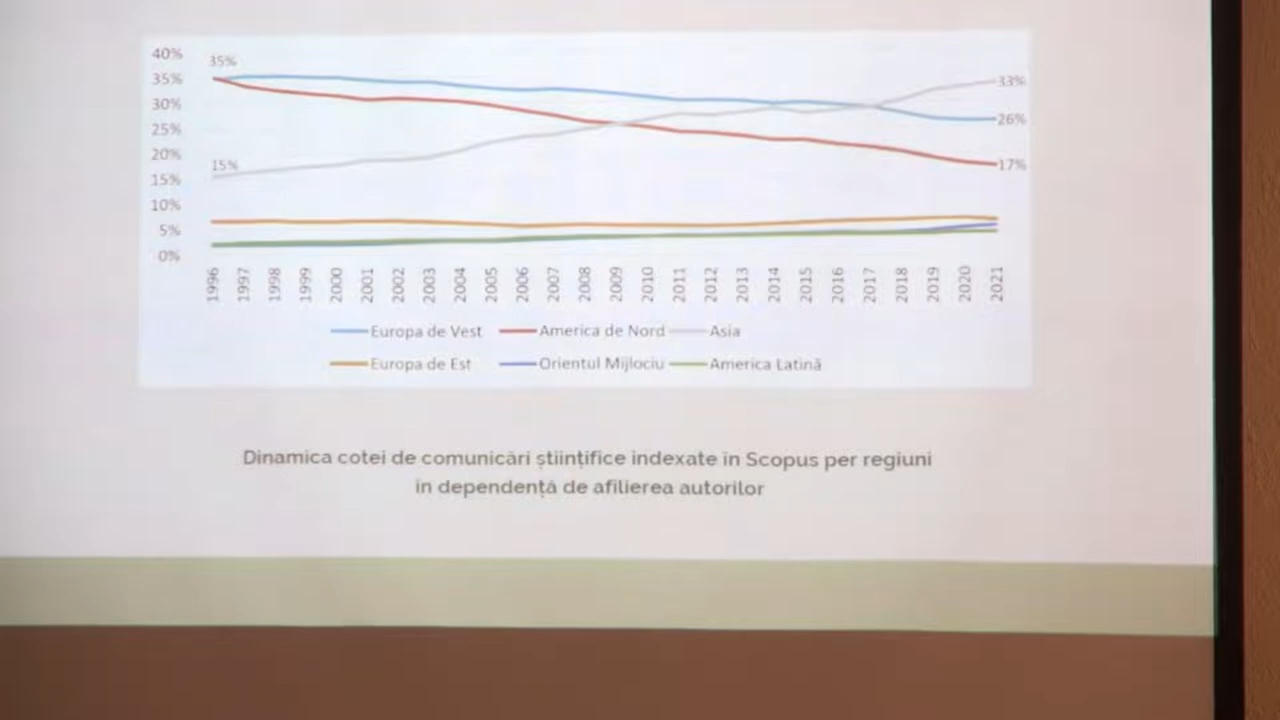 40%
35%
35%
33%
30%
26%
25%
20%
17%
15%
15%
10%
5%
0%
1996 1997 1998 1999 2000 2001 2002 2003 2004 2005 2006 2007 2008 2009 2010 2011 2012 2013 2014 2015 2016 2017 2018 2019 2020 2021
Europa de Vest America de Nord Asia
Europa de Est Orientul Mijlociu America Latină
Dinamica cotei de comunicări științifice indexate în Scopus per regiuni
în dependență de afilierea autorilor